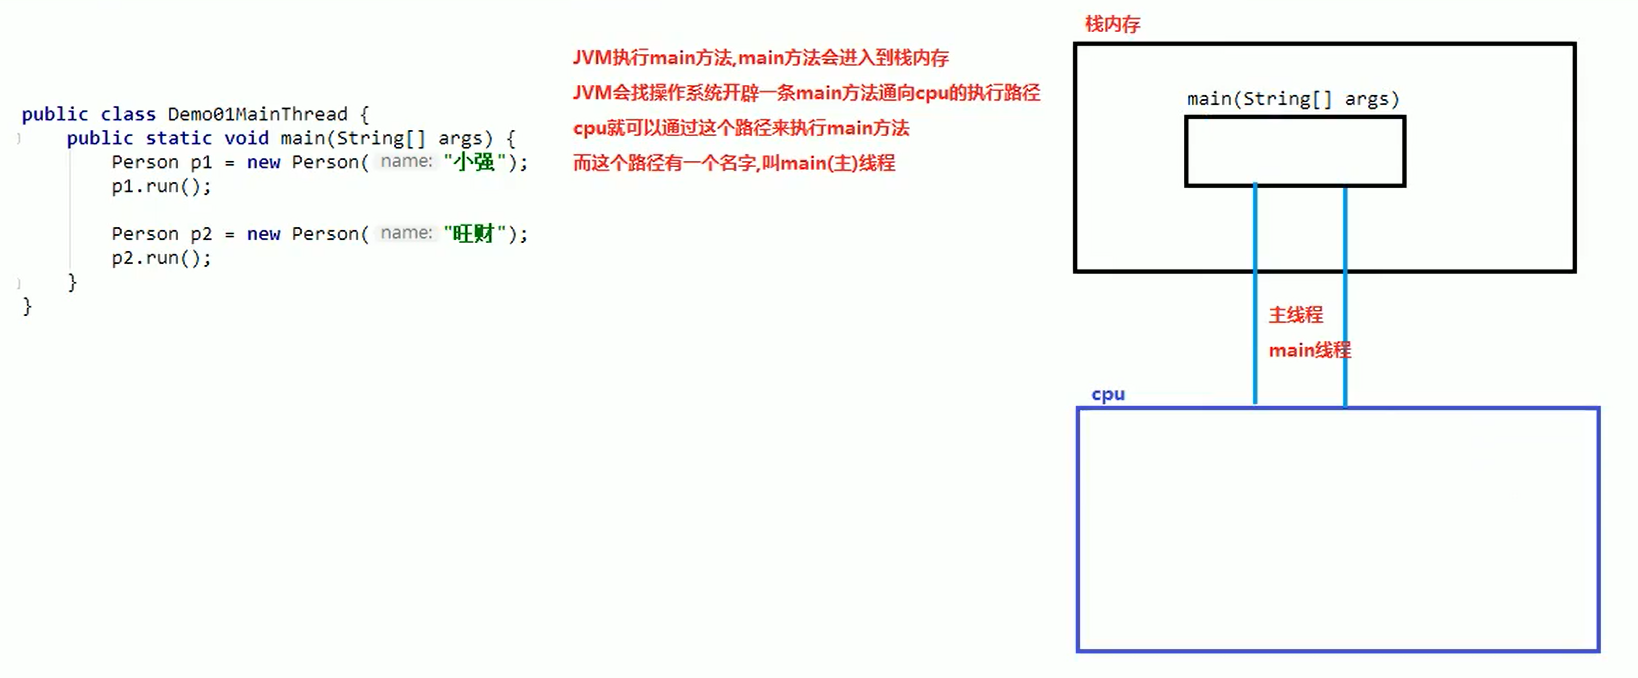 public class Demo01MainThread {
public static void main(String[] args) {
Person p1 = new Person( name: "小强");
p1.run();
Person p2 = new Person( name: "旺财");
p2.run();
}
}
JVM执行main方法,main方法会进入到栈内存
JVM会找操作系统开辟一条main方法通向cpu的执行路径
cpu就可以通过这个路径来执行main方法
而这个路径有一个名字,叫main(主)线程
栈内存
main(String[] args)
主线程
main线程
cpu